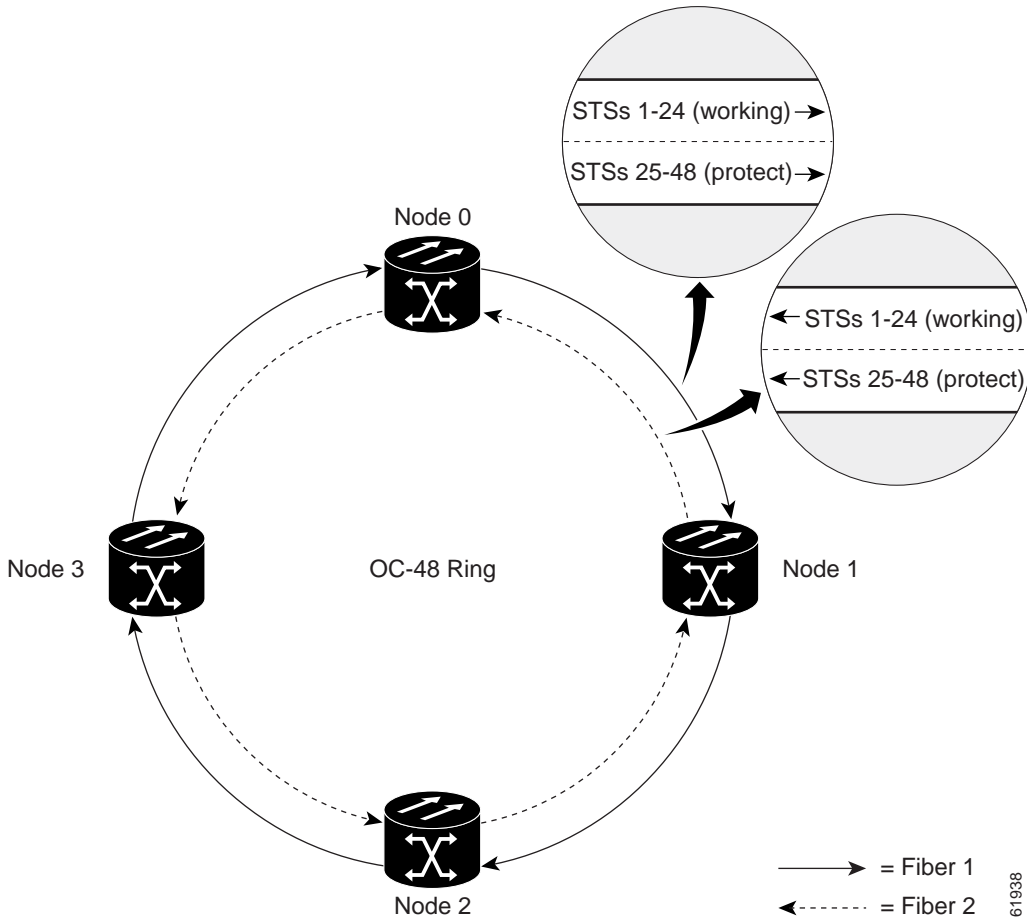 STSs 1-24 (working)
STSs 25-48 (protect)
Node 0
STSs 1-24 (working)
STSs 25-48 (protect)
Node 3
OC-48 Ring
Node 1
Node 2
= Fiber 1
= Fiber 2
61938